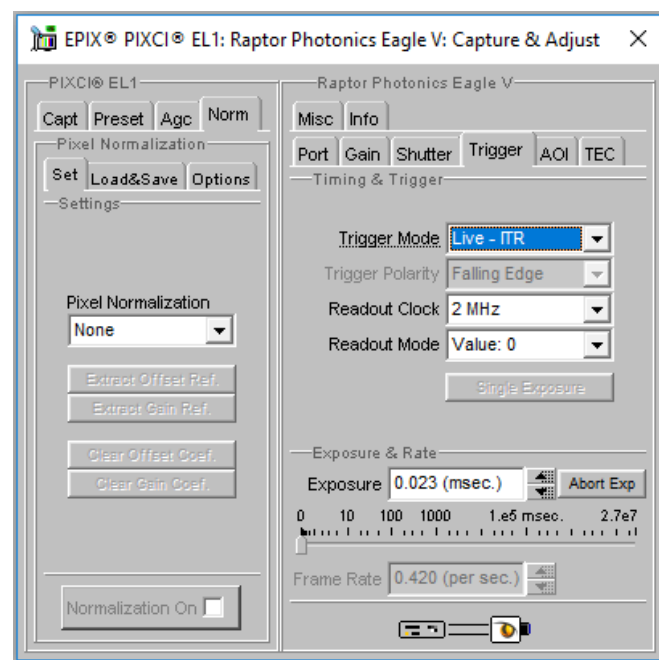 EPIX® PIXCI® EL1: Raptor Photonics Eagle V: Capture & Adjust
PIXCI® EL1
Capt Preset Agc Norm
Pixel Normalization
Set Load&Save Options
Settings
Pixel Normalization
None
Extract Offset Ref.
Extract Gain Ref.
Clear Offset Coef.
Clear Gain Coef.
Normalization On
Raptor Photonics Eagle V
Misc Info
Port Gain Shutter Trigger AOI TEC
Timing & Trigger
Trigger Mode Live - ITR
Trigger Polarity Falling Edge
Readout Clock 2 MHz
Readout Mode Value: 0
Single Exposure
Exposure & Rate
Exposure 0.023 (msec.) Abort Exp
0 10 100 1000 1.e5 msec. 2.7e7
Frame Rate 0.420 (per sec.)